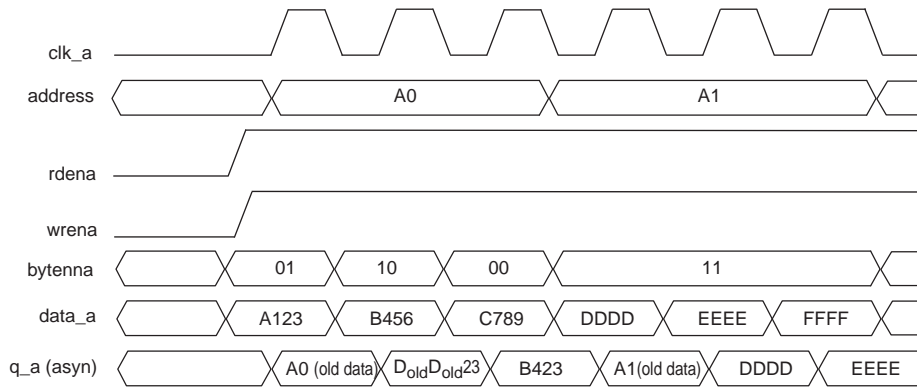 clk_a
address A0 A1
rdena
wrena
bytenna 01 10 00 11
data_a A123 B456 C789 DDDD EEEE FFFF
q_a (asyn) A0 (old data) DoldDold23 B423 A1(old data) DDDD EEEE